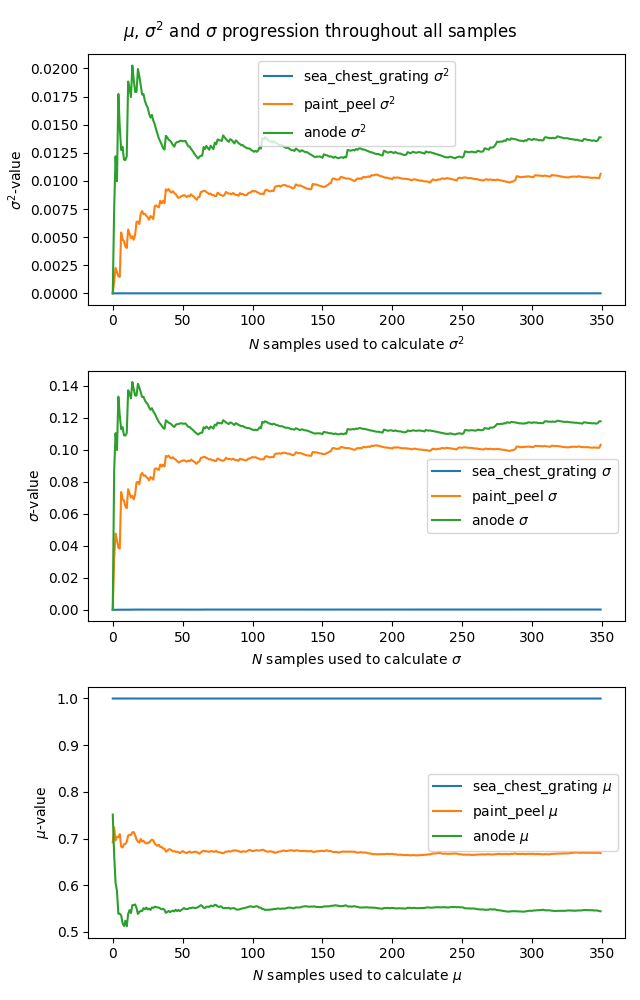 μ, σ² and σ progression throughout all samples
0.0200
0.0175
0.0150
0.0125
0.0100
0.0075
0.0050
0.0025
0.0000
σ²-value
sea_chest_grating σ²
paint_peel σ²
anode σ²
0 50 100 150 200 250 300 350
N samples used to calculate σ²
0.14
0.12
0.10
0.08
0.06
0.04
0.02
0.00
σ-value
sea_chest_grating σ
paint_peel σ
anode σ
0 50 100 150 200 250 300 350
N samples used to calculate σ
1.0
0.9
0.8
0.7
0.6
0.5
μ-value
sea_chest_grating μ
paint_peel μ
anode μ
0 50 100 150 200 250 300 350
N samples used to calculate μ